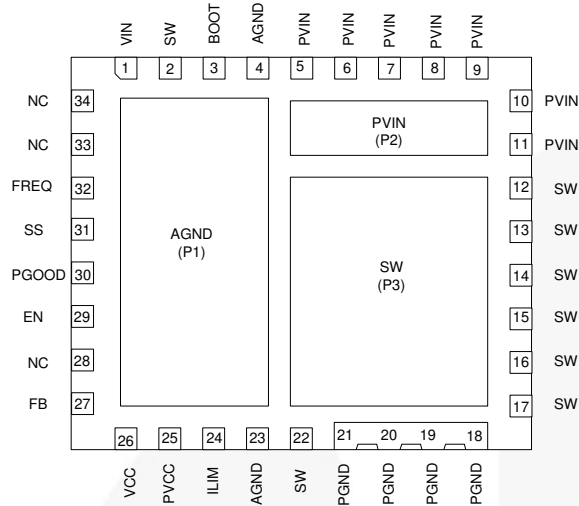 VIN SW BOOT AGND PVIN PVIN PVIN PVIN PVIN
1 2 3 4 5 6 7 8 9
NC 34 10 PVIN
PVIN
(P2)
NC 33 11 PVIN
FREQ 32 12 SW
SS 31 13 SW
AGND
(P1)
PGOOD 30 14 SW
SW
(P3)
EN 29 15 SW
NC 28 16 SW
FB 27 17 SW
26 25 24 23 22 21 20 19 18
VCC PVCC ILIM AGND SW PGND PGND PGND PGND